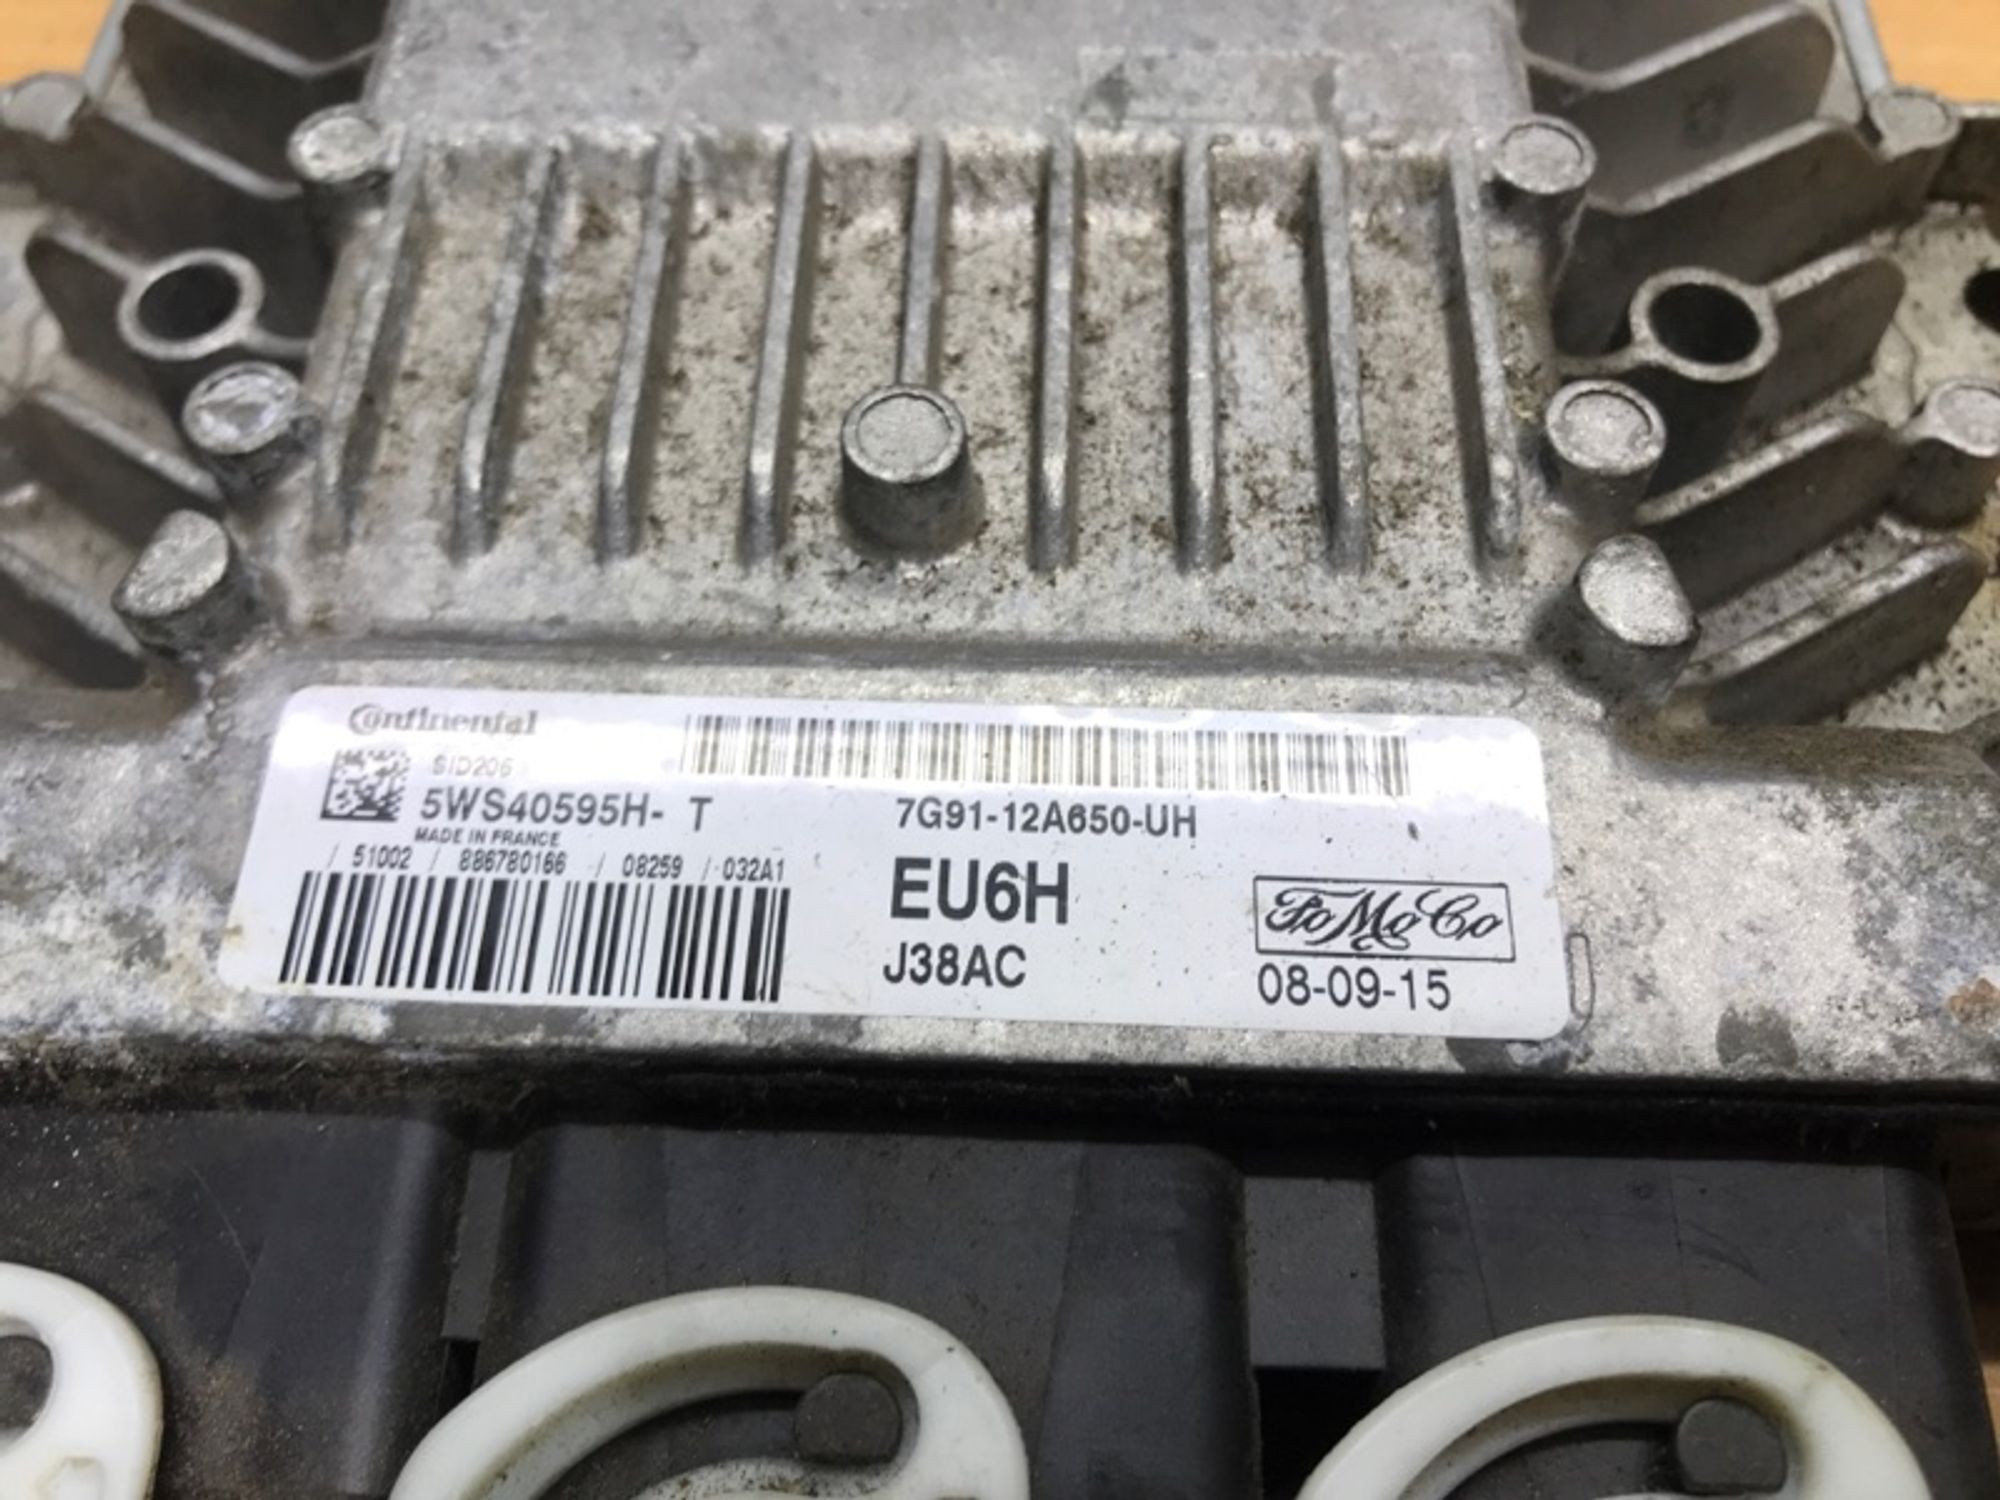 Continental
SID206
5WS40595H- T
MADE IN FRANCE
/ 51002 / 886780166 / 08259 / 032A1
7G91-12A650-UH
EU6H
J38AC
FoMoCo
08-09-15